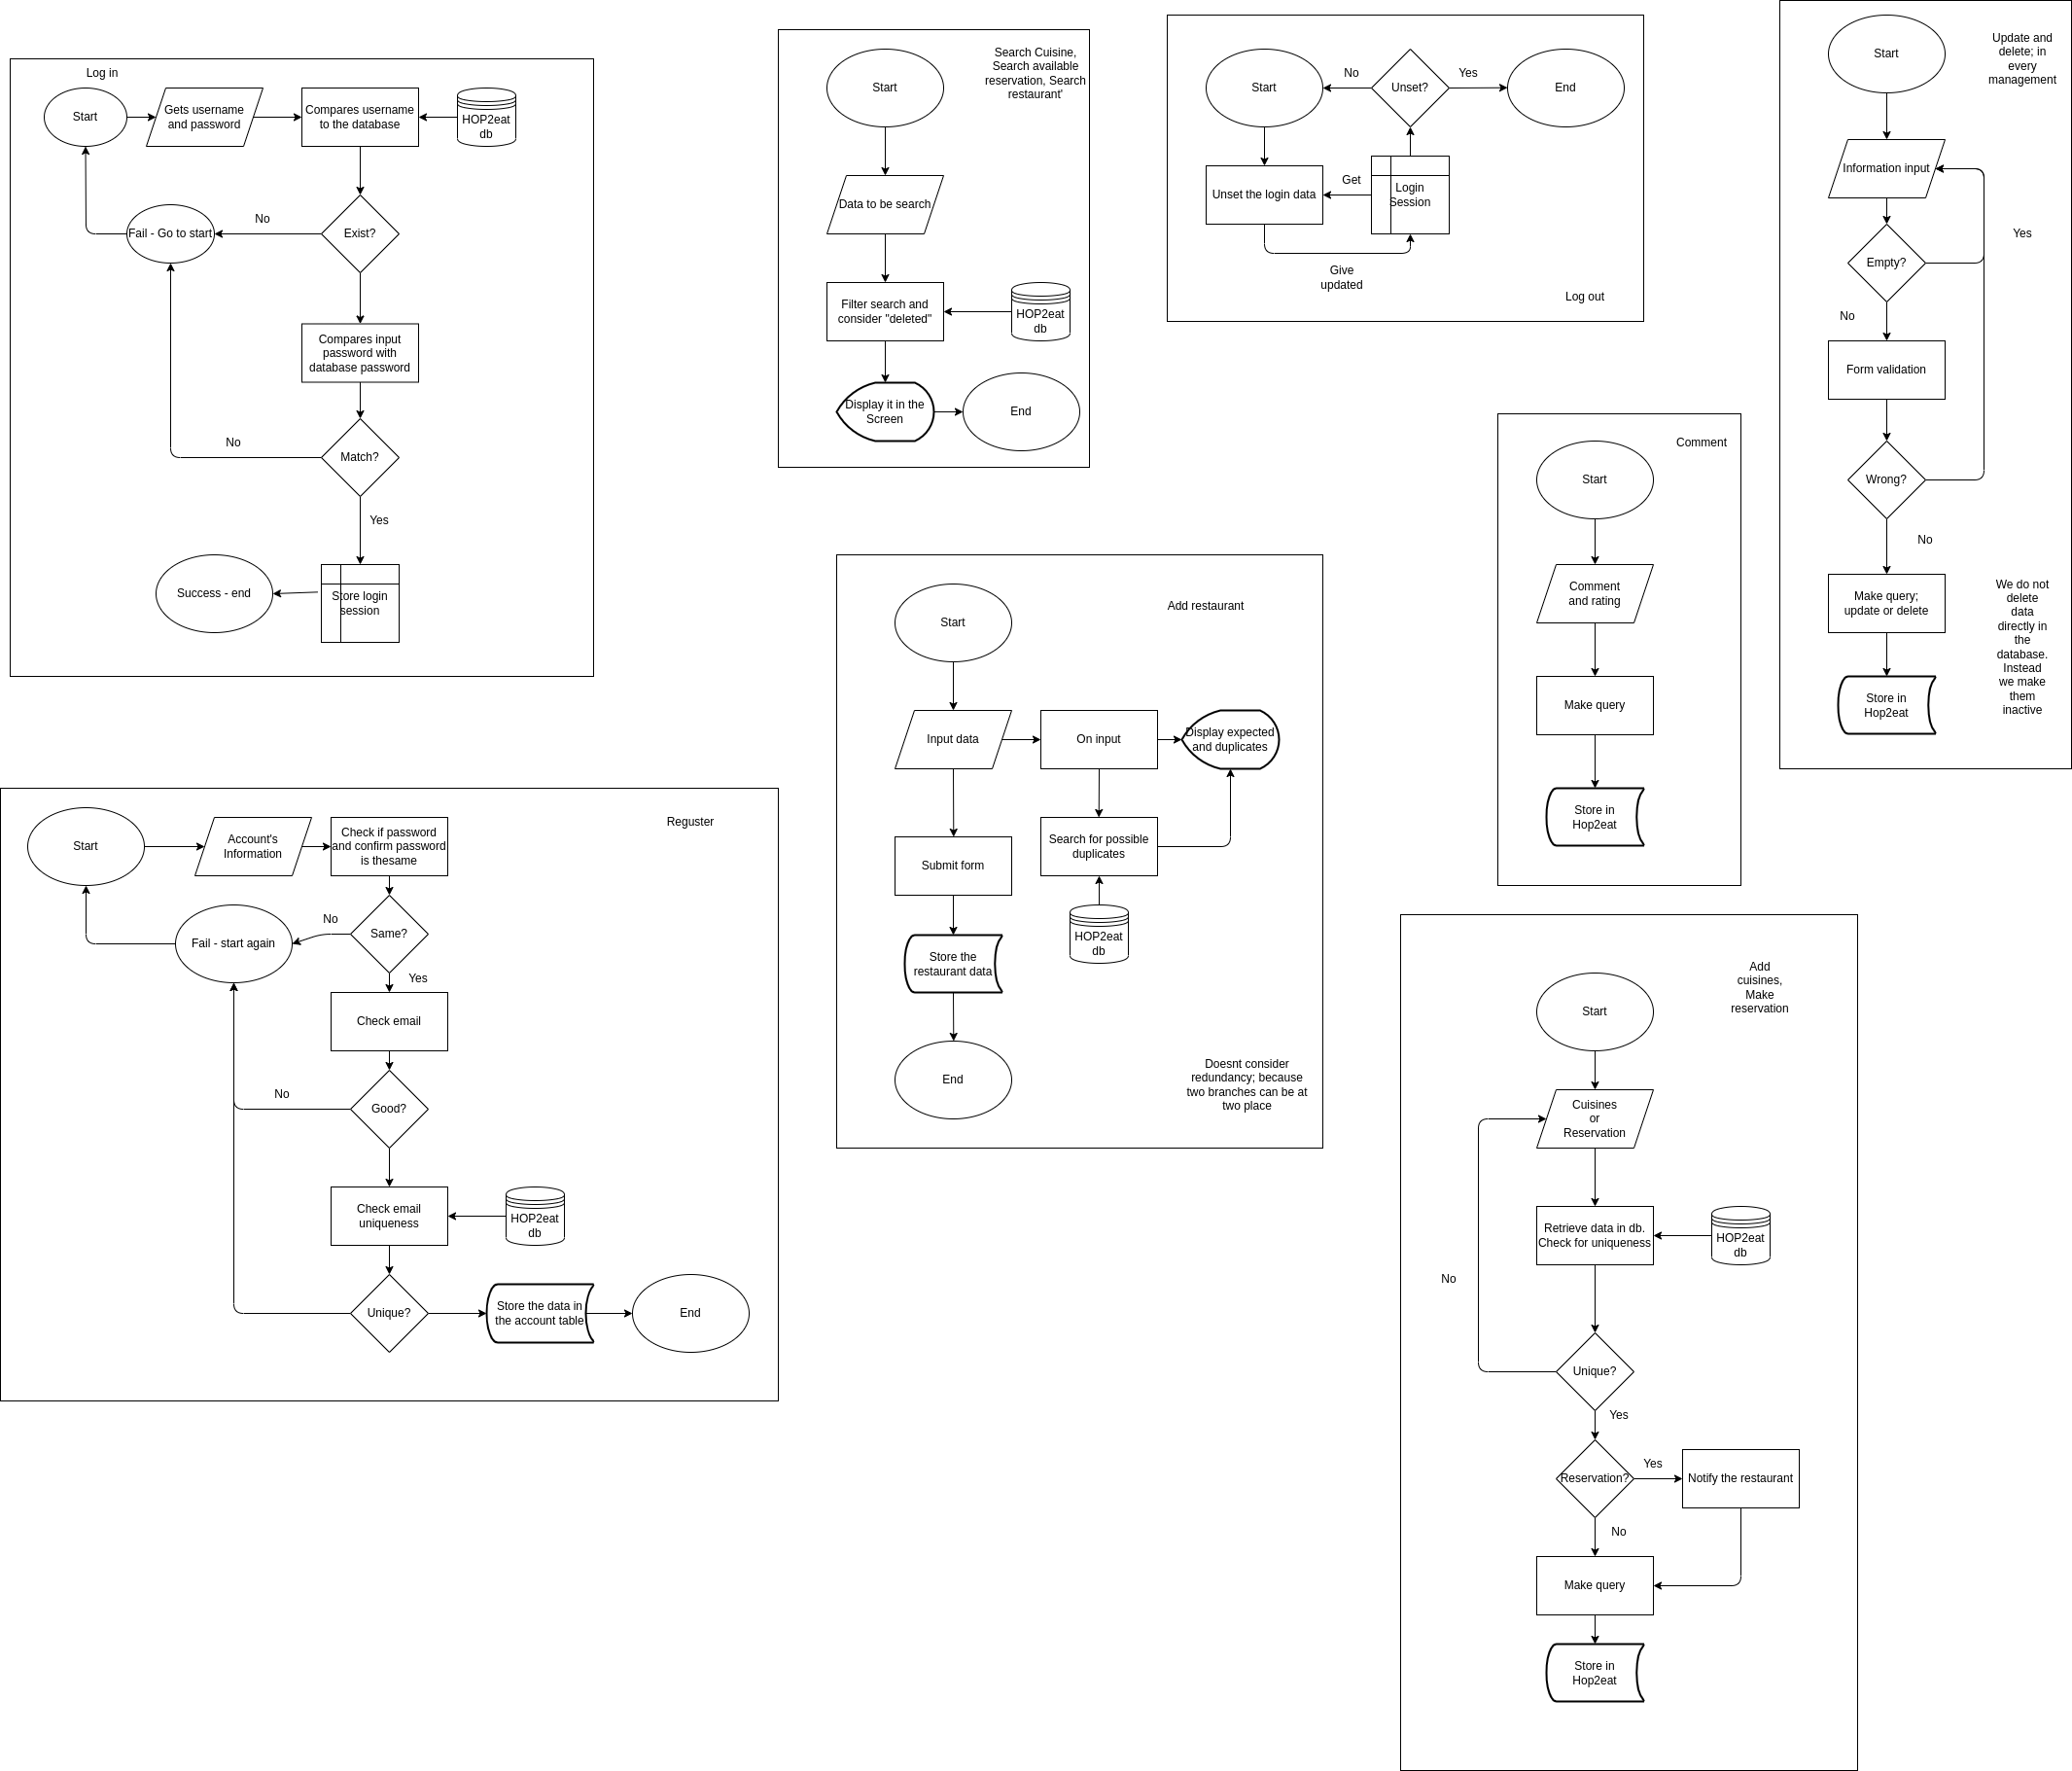 Log in
Start
Gets username
and password
Compares username
to the database
HOP2eat
db
Fail - Go to start
No
Exist?
Compares input
password with
database password
No
Match?
Yes
Success - end
Store login
session
Search Cuisine,
Search available
reservation, Search
restaurant'
Start
Data to be search
Filter search and
consider "deleted"
HOP2eat
db
Display it in the
Screen
End
Start
No
Unset?
Yes
End
Unset the login data
Get
Login
Session
Give
updated
Log out
Start
Update and
delete; in
every
management
Information input
Yes
Empty?
No
Form validation
Wrong?
No
Make query;
update or delete
We do not
delete
data
directly in
the
database.
Instead
we make
them
inactive
Store in
Hop2eat
Comment
Start
Comment
and rating
Make query
Store in
Hop2eat
Add restaurant
Start
Input data
On input
Display expected
and duplicates
Submit form
Search for possible
duplicates
HOP2eat
db
Store the
restaurant data
End
Doesnt consider
redundancy; because
two branches can be at
two place
Reguster
Start
Account's
Information
Check if password
and confirm password
is thesame
No
Same?
Fail - start again
Yes
Check email
No
Good?
Check email
uniqueness
HOP2eat
db
Unique?
Store the data in
the account table
End
Add
cuisines,
Make
reservation
Start
Cuisines
or
Reservation
Retrieve data in db.
Check for uniqueness
HOP2eat
db
No
Unique?
Yes
Reservation?
Yes
Notify the restaurant
No
Make query
Store in
Hop2eat